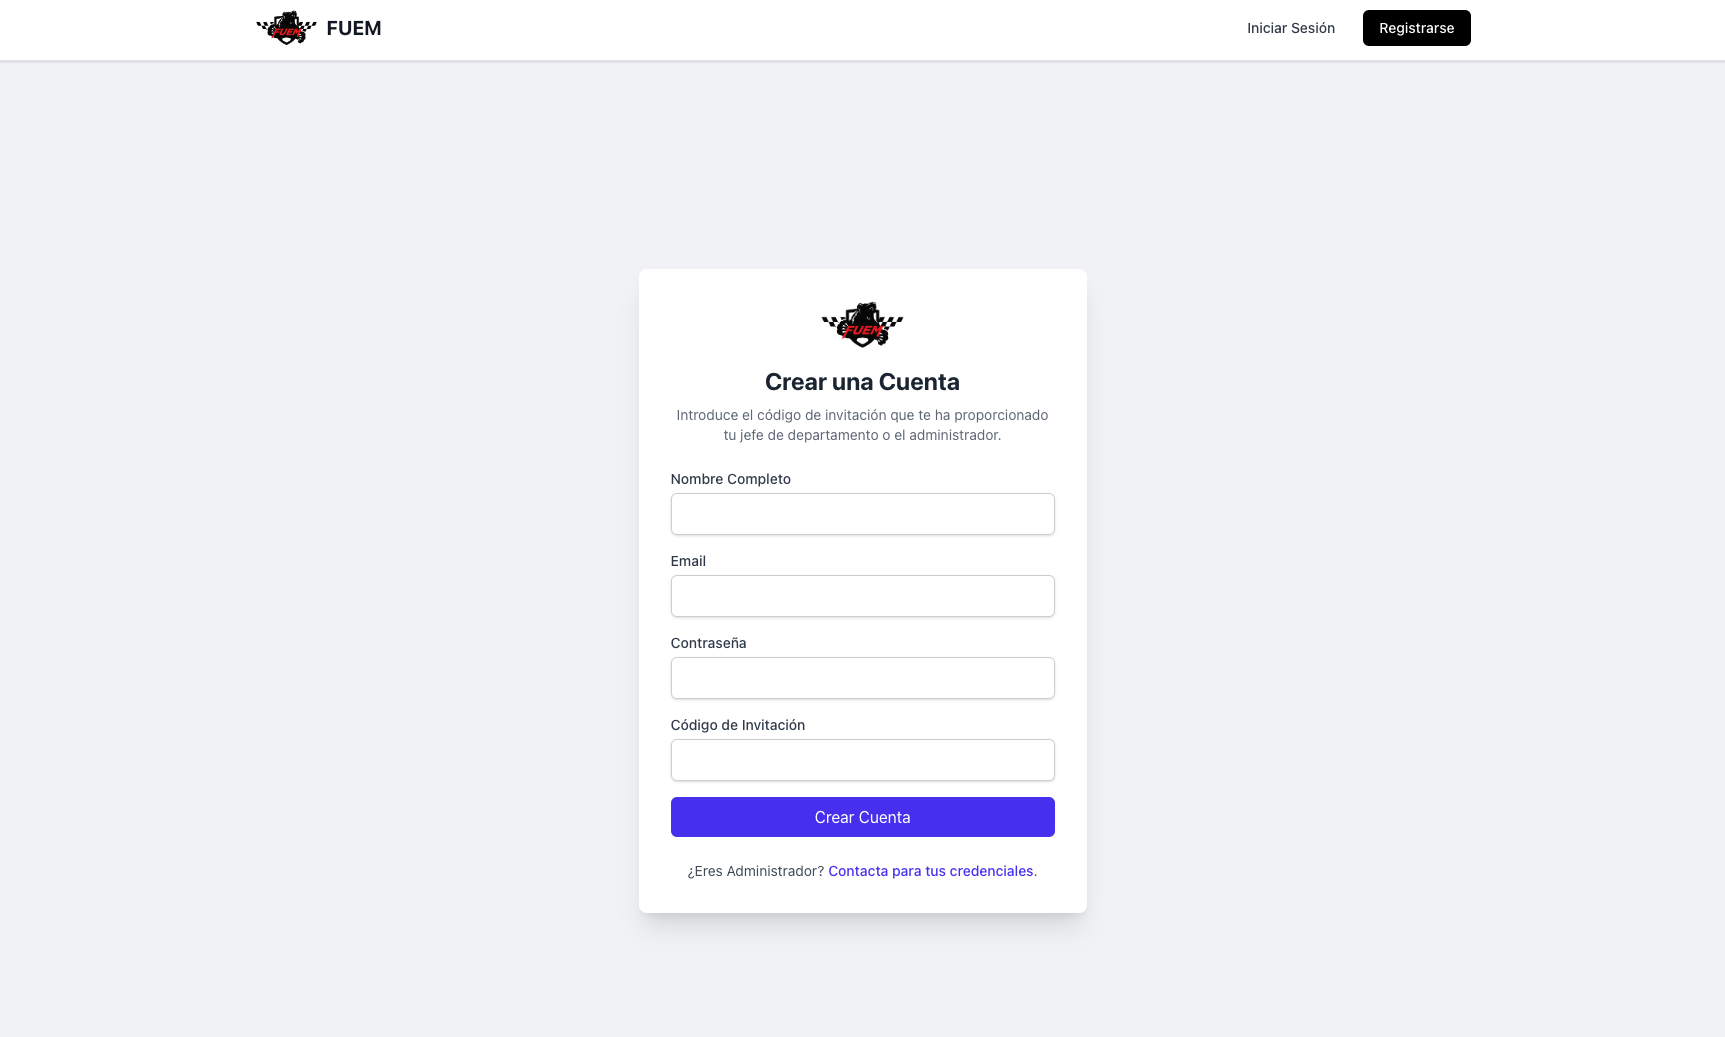 FUEM
FUEM
Iniciar Sesión
Registrarse
FUEM
Crear una Cuenta
Introduce el código de invitación que te ha proporcionado
tu jefe de departamento o el administrador.
Nombre Completo
Email
Contraseña
Código de Invitación
Crear Cuenta
¿Eres Administrador? Contacta para tus credenciales.